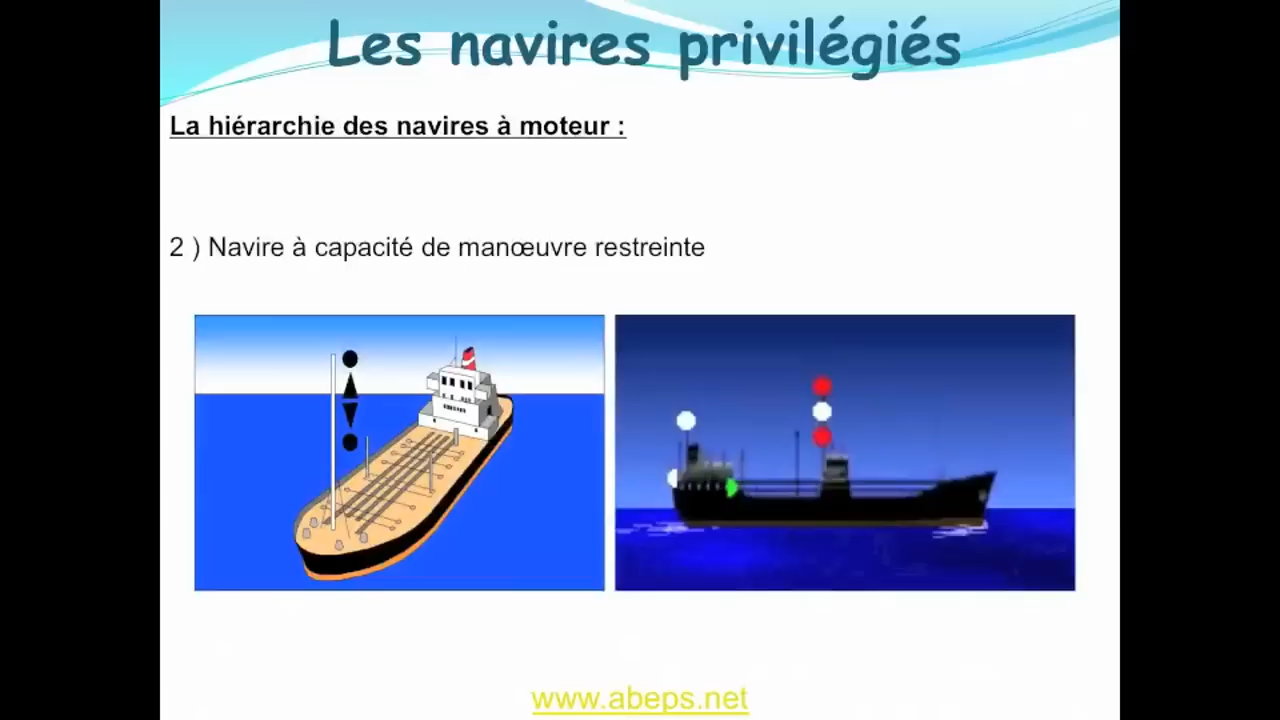 Les navires privilégiés
La hiérarchie des navires à moteur :
2 ) Navire à capacité de manœuvre restreinte
www.abeps.net